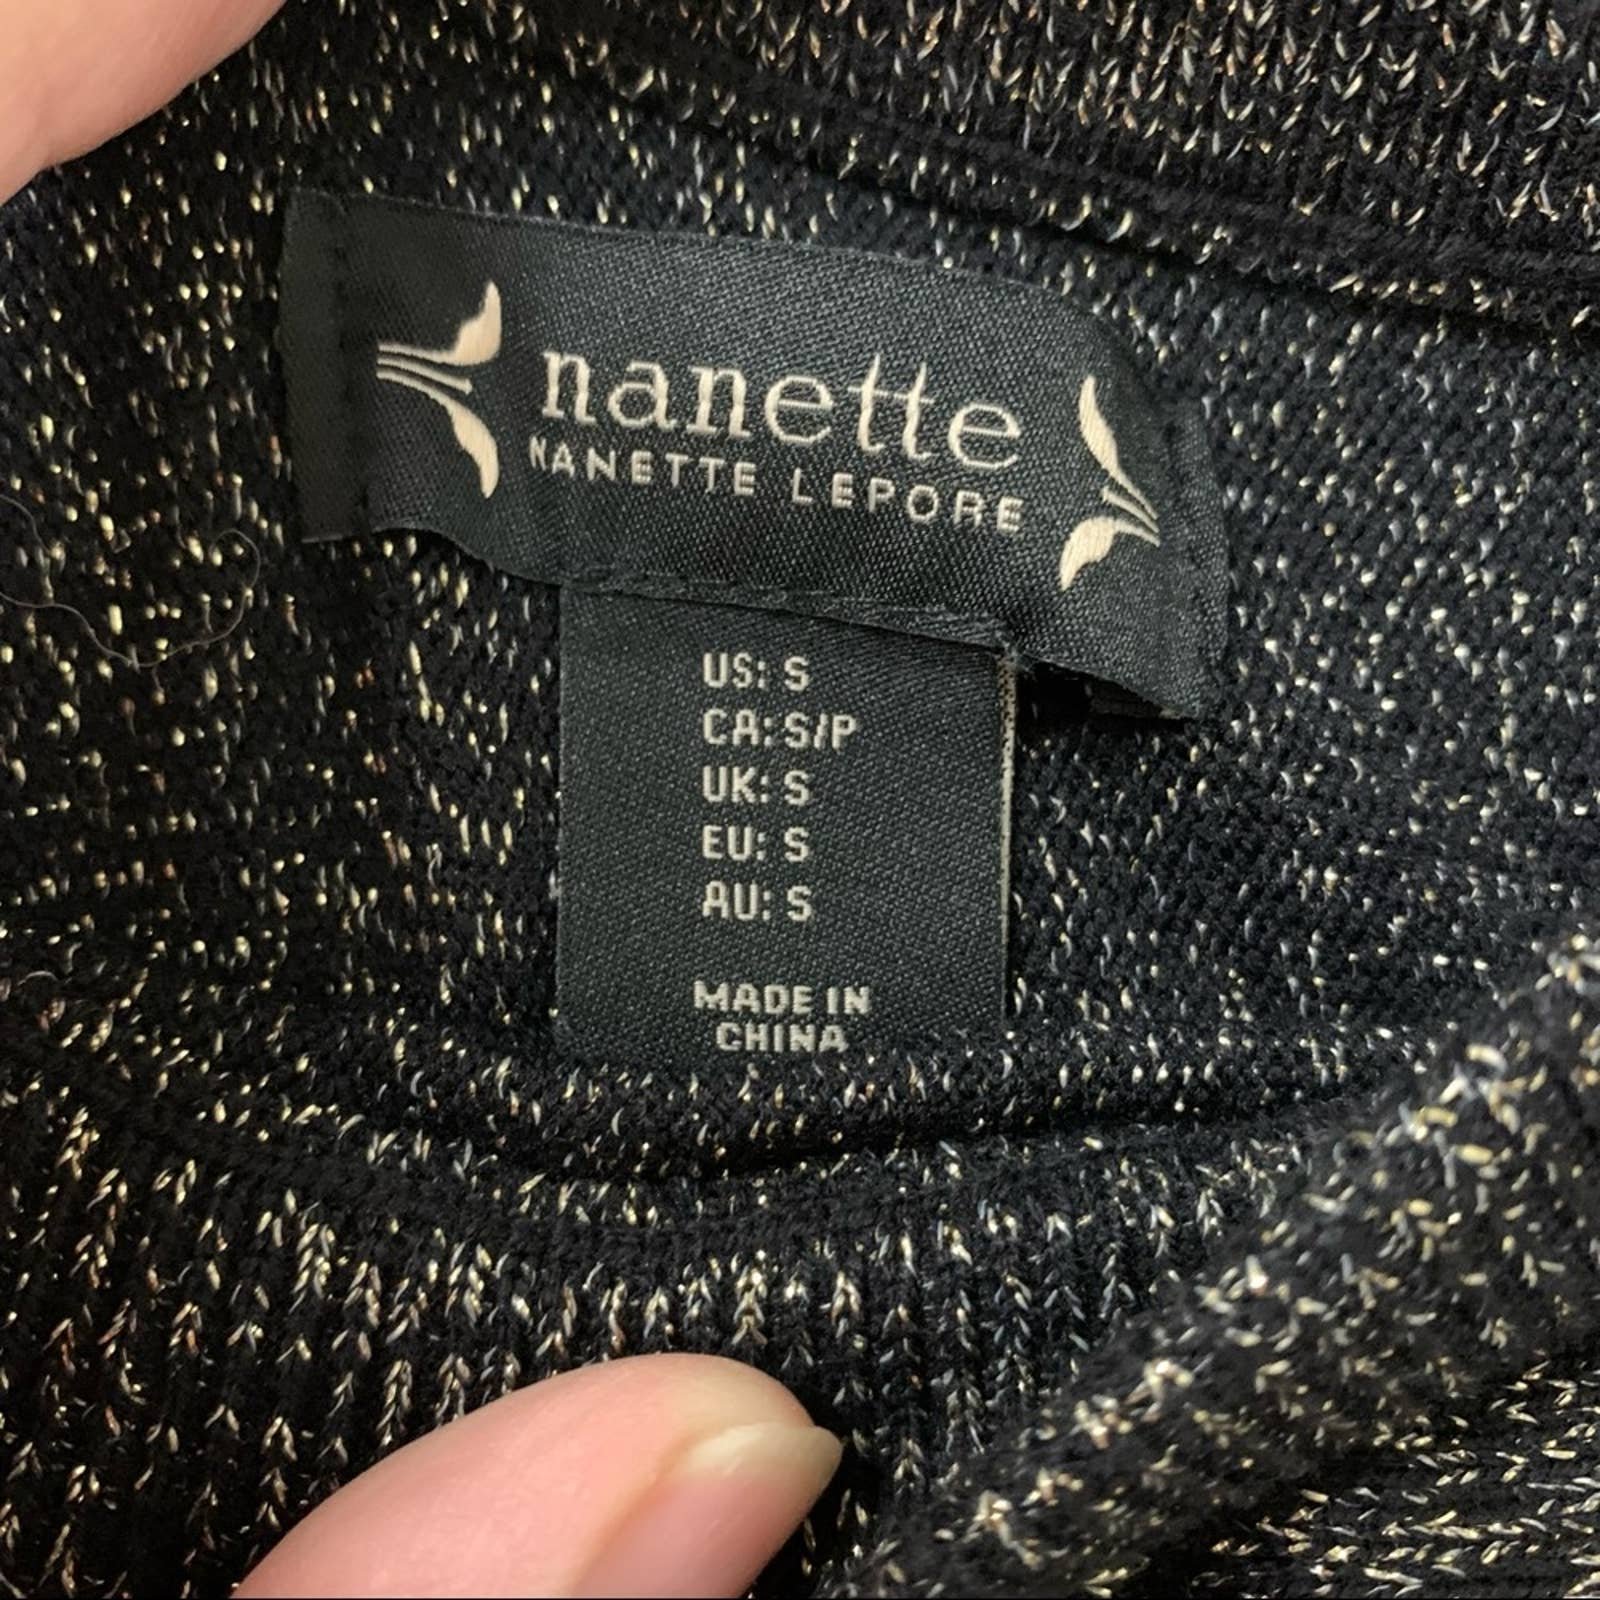 nanette
NANETTE LEPORE
US: S
CA: S/P
UK: S
EU: S
AU: S
MADE IN
CHINA